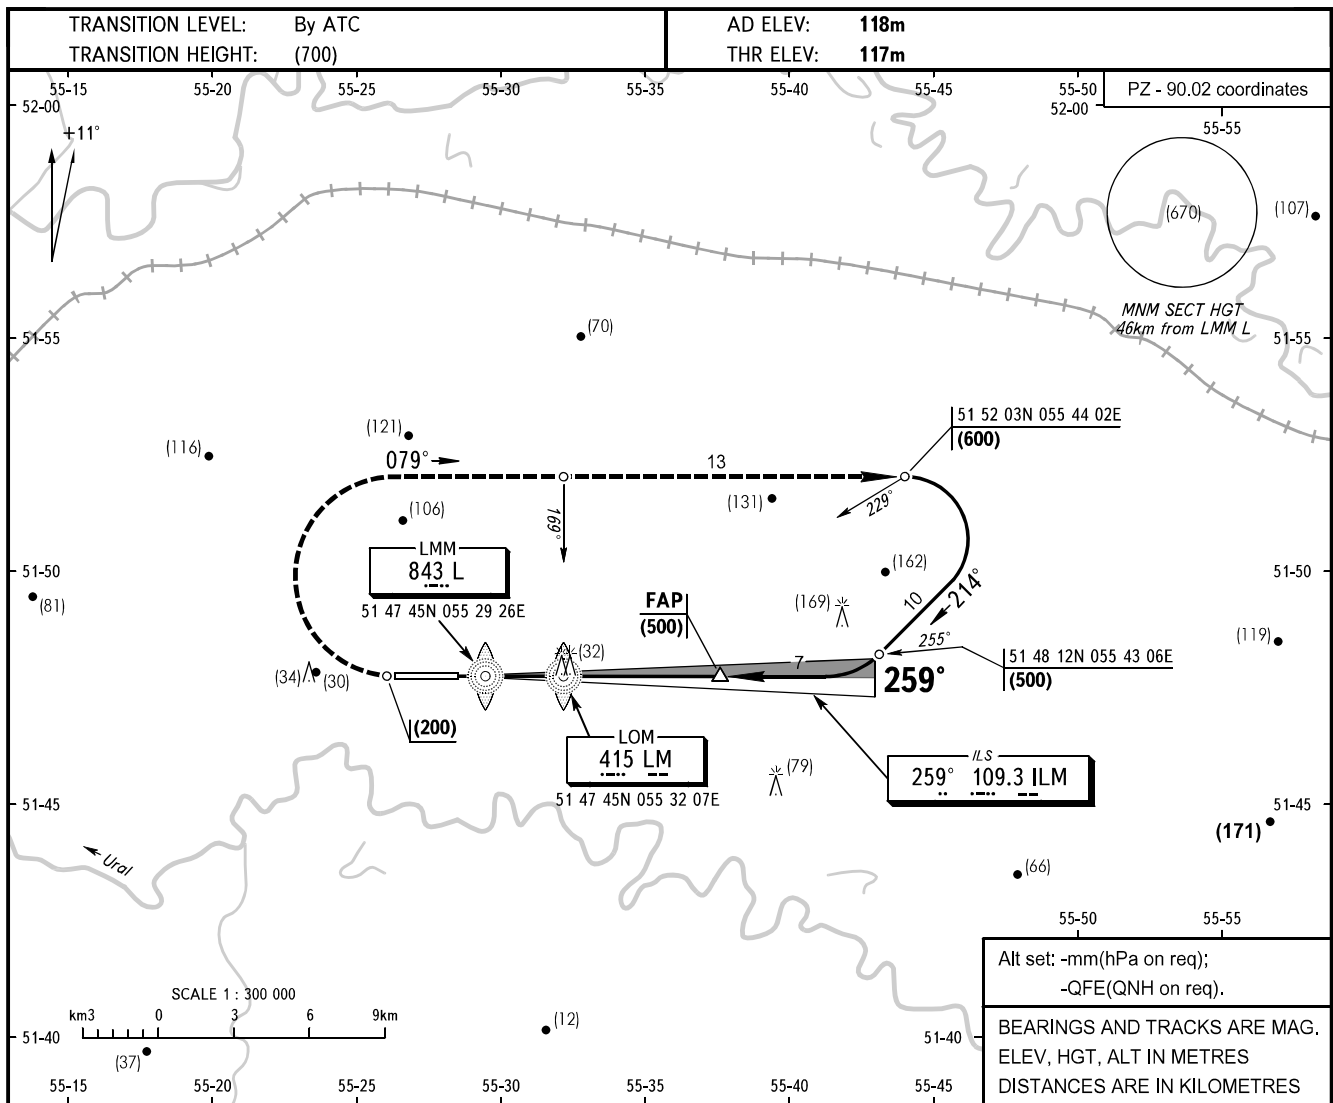 TRANSITION LEVEL: By ATC
TRANSITION HEIGHT: (700)
AD ELEV: 118m
THR ELEV: 117m
55-15 55-20 55-25 55-30 55-35 55-40 55-45 55-50
52-00 52-00
PZ - 90.02 coordinates
55-55
+11°
(670)
(107)
MNM SECT HGT
46km from LMM L
(70)
51-55 51-55
51 52 03N 055 44 02E
(600)
(121)
(116)
079°
13
229°
(131)
(106)
169°
LMM
843 L
51 47 45N 055 29 26E
51-50 51-50
(162)
(81)
FAP
(500)
(169)
10
214°
255°
(119)
(32)
7
51 48 12N 055 43 06E
(500)
(34) (30)
259°
(200)
LOM
415 LM
51 47 45N 055 32 07E
ILS
259° 109.3 ILM
(79)
51-45 51-45
(171)
Ural
(66)
55-50 55-55
Alt set: -mm(hPa on req);
-QFE(QNH on req).
SCALE 1 : 300 000
km3 0 3 6 9km
(12)
51-40 51-40
(37)
BEARINGS AND TRACKS ARE MAG.
ELEV, HGT, ALT IN METRES
DISTANCES ARE IN KILOMETRES
55-15 55-20 55-25 55-30 55-35 55-40 55-45